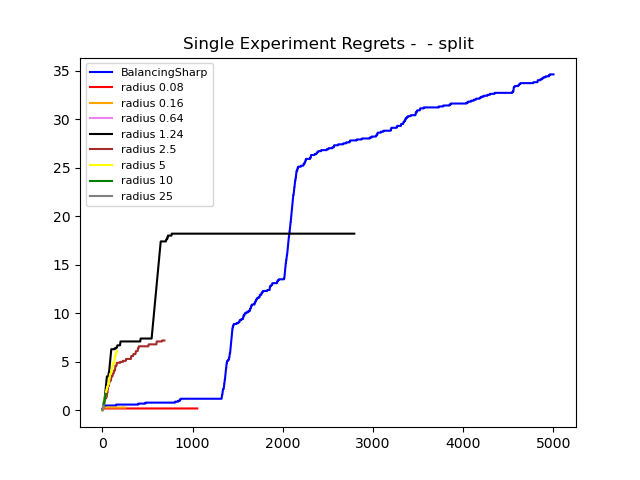 Single Experiment Regrets -  - split
35
30
25
20
15
10
5
0
BalancingSharp
radius 0.08
radius 0.16
radius 0.64
radius 1.24
radius 2.5
radius 5
radius 10
radius 25
0 1000 2000 3000 4000 5000